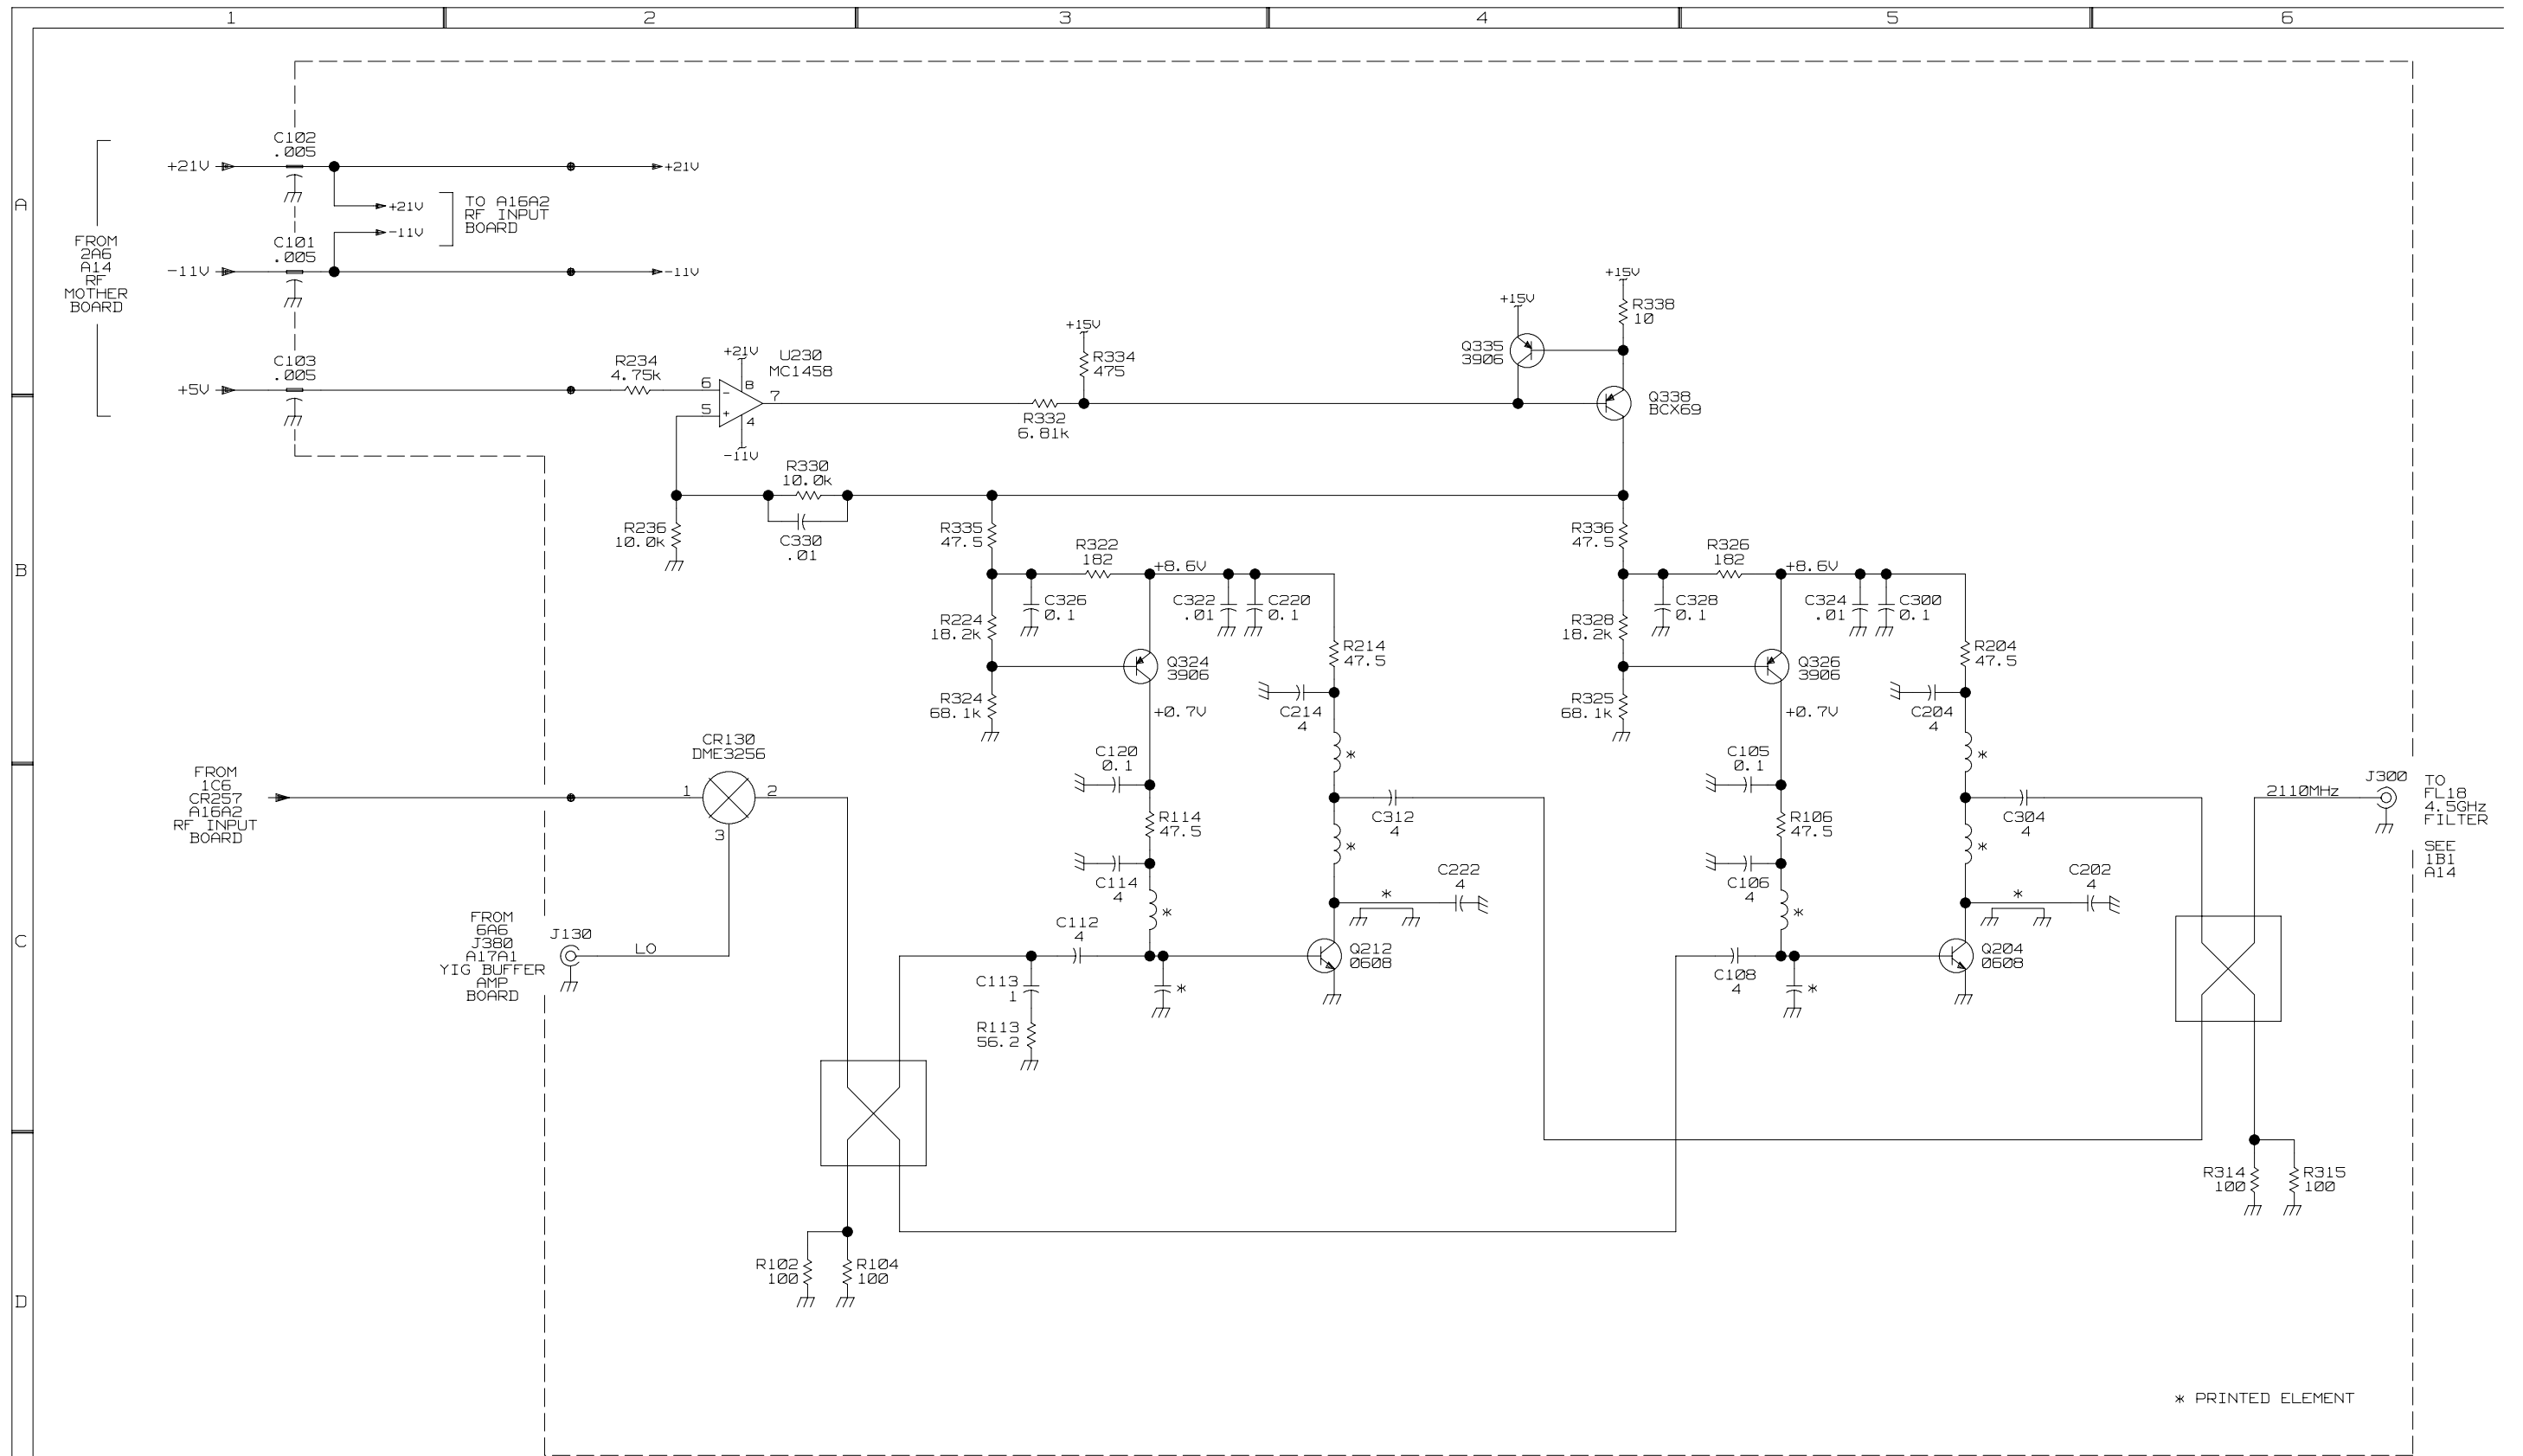 1
2
3
4
5
6
A
B
C
D
C102
.005
+21V
+21V
+21V
-11V
TO A16A2
RF INPUT
BOARD
C101
.005
-11V
-11V
FROM
2A6
A14
RF
MOTHER
BOARD
C103
.005
+5V
R234
4.75k
+21V
U230
MC1458
6
-
8
5
+
4
7
-11V
+15V
R334
475
R332
6.81k
+15V
Q335
3906
+15V
R338
10
Q338
BCX69
R330
10.0k
C330
.01
R236
10.0k
R335
47.5
R322
182
+8.6V
C326
0.1
C322
.01
C220
0.1
R224
18.2k
Q324
3906
R324
68.1k
+0.7V
R214
47.5
C214
4
*
C120
0.1
R114
47.5
C114
4
*
C312
4
*
C222
4
*
C112
4
Q212
0608
C113
1
*
R113
56.2
R336
47.5
R326
182
+8.6V
C328
0.1
C324
.01
C300
0.1
R328
18.2k
Q326
3906
R325
68.1k
+0.7V
R204
47.5
C204
4
*
C105
0.1
R106
47.5
C106
4
*
C304
4
*
C202
4
*
C108
4
Q204
0608
*
CR130
DME3256
1
2
3
FROM
1C6
CR257
A16A2
RF INPUT
BOARD
FROM
6A6
J380
A17A1
YIG BUFFER
AMP
BOARD
J130
LO
R102
100
R104
100
2110MHz
J300
TO
FL18
4.5GHz
FILTER
SEE
1B1
A14
R314
100
R315
100
* PRINTED ELEMENT